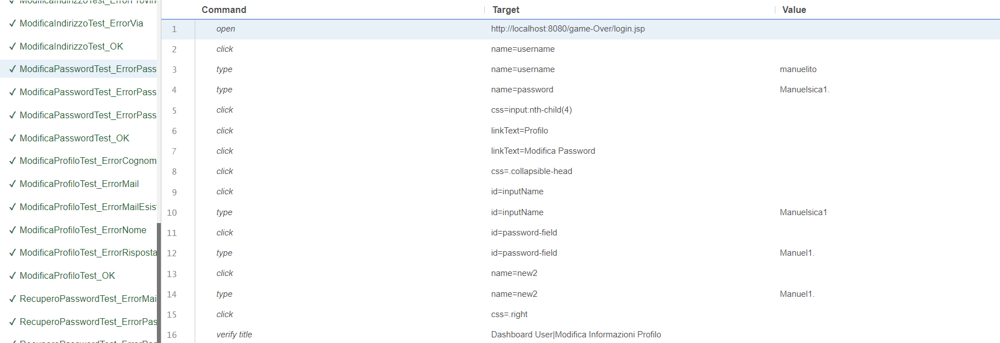 ModificaIndirizzoTest_ErrorProvin
ModificaIndirizzoTest_ErrorVia
ModificaIndirizzoTest_OK
ModificaPasswordTest_ErrorPass
ModificaPasswordTest_ErrorPass
ModificaPasswordTest_ErrorPass
ModificaPasswordTest_OK
ModificaProfiloTest_ErrorCognom
ModificaProfiloTest_ErrorMail
ModificaProfiloTest_ErrorMailEsis
ModificaProfiloTest_ErrorNome
ModificaProfiloTest_ErrorRisposta
ModificaProfiloTest_OK
RecuperoPasswordTest_ErrorMai
RecuperoPasswordTest_ErrorPas
Command Target Value
1 open http://localhost:8080/game-Over/login.jsp
2 click name=username
3 type name=username manuelito
4 type name=password Manuelsica1.
5 click css=input:nth-child(4)
6 click linkText=Profilo
7 click linkText=Modifica Password
8 click css=.collapsible-head
9 click id=inputName
10 type id=inputName Manuelsica1
11 click id=password-field
12 type id=password-field Manuel1.
13 click name=new2
14 type name=new2 Manuel1.
15 click css=.right
16 verify title Dashboard User|Modifica Informazioni Profilo